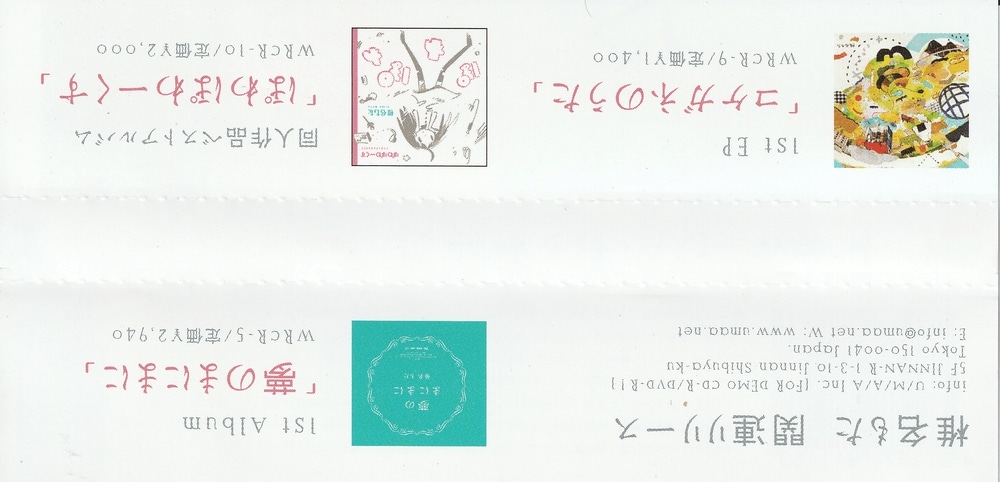 椎名もた 関連リリース
info: U/M/A/A Inc. {FOR DEMO CD-R/DVD-R!}
5F JINNAN-R 1-3-10 Jinnan Shibuya-ku
Tokyo 150-0041 Japan.
E: info@umaa.net W: www.umaa.net
夢の
まにまに
椎名もた
1St Album
「夢のまにまに」
WRCR-5/定価¥2,940
1st EP
「コケガネのうた」
WRCR-9/定価¥1,400
ぽわぽわーくす
椎名もた
同人作品ベストアルバム
「ぽわぽわーくす」
WRCR-10/定価¥2,000